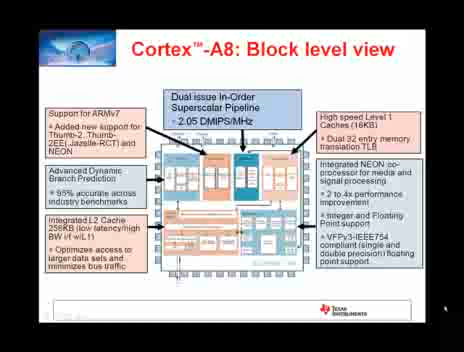 Cortex™-A8: Block level view
Dual issue In-Order
Superscalar Pipeline
• 2.05 DMIPS/MHz
Support for ARMv7
• Added new support for
Thumb-2, Thumb-
2EE(Jazelle-RCT) and
NEON
Advanced Dynamic
Branch Prediction
• 95% accurate across
industry benchmarks
Integrated L2 Cache
256KB (low latency/high
BW i/f w/L1)
• Optimizes access to
larger data sets and
minimizes bus traffic
High speed Level 1
Caches (16KB)
• Dual 32 entry memory
translation TLB
Integrated NEON co-
processor for media and
signal processing
• 2 to 4x performance
improvement
• Integer and Floating
Point support
• VFPv3-IEEE754
compliant (single and
double precision) floating
point support
TEXAS
INSTRUMENTS